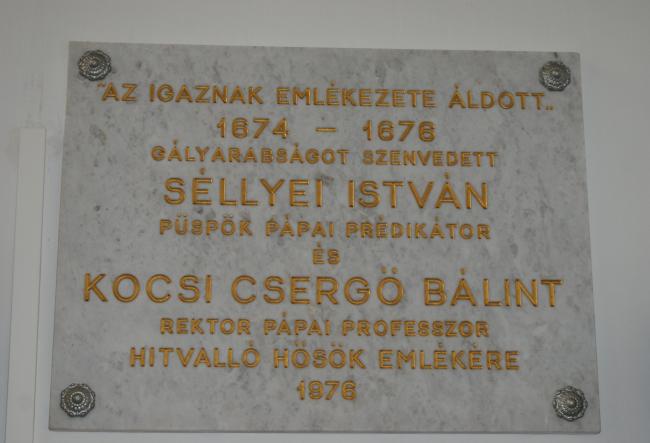 "AZ IGAZNAK EMLÉKEZETE ÁLDOTT„
1674 – 1676
GÁLYARABSÁGOT SZENVEDETT
SÉLLYEI ISTVÁN
PÜSPÖK PÁPAI PRÉDIKÁTOR
ÉS
KOCSI CSERGŐ BÁLINT
REKTOR PÁPAI PROFESSZOR
HITVALLÓ HŐSÖK EMLÉKÉRE
1976